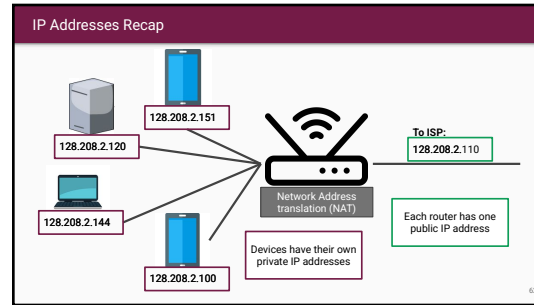 IP Addresses Recap
128.208.2.151
128.208.2.120
To ISP:
128.208.2.110
128.208.2.144
Network Address
translation (NAT)
Each router has one
public IP address
Devices have their own
private IP addresses
128.208.2.100